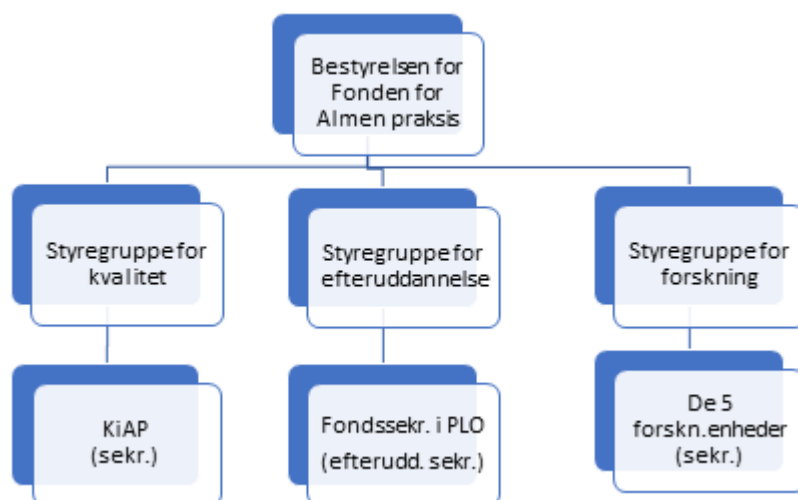 Bestyrelsen for
Fonden for
Almen praksis
Styregruppe for
kvalitet
Styregruppe for
efteruddannelse
Styregruppe for
forskning
KiAP
(sekr.)
Fondssekr. i PLO
(efterudd. sekr.)
De 5
forskn.enheder
(sekr.)